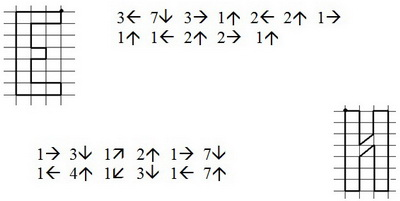 3← 7↓ 3→ 1↑ 2← 2↑ 1→
1↑ 1← 2↑ 2→ 1↑
1→ 3↓ 1↗ 2↑ 1→ 7↓
1← 4↑ 1↙ 3↓ 1← 7↑